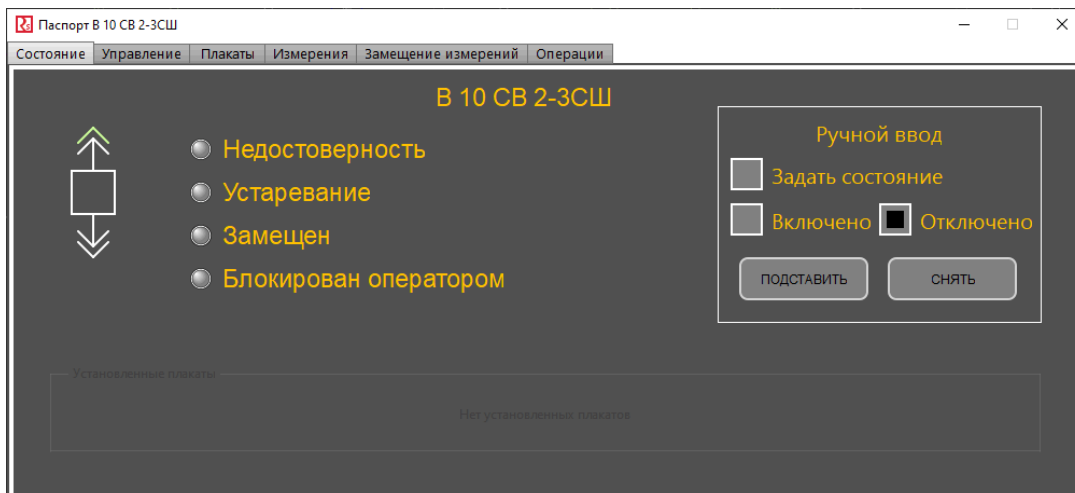 Паспорт В 10 СВ 2-3СШ
Состояние Управление Плакаты Измерения Замещение измерений Операции
В 10 СВ 2-3СШ
Недостоверность
Устаревание
Замещен
Блокирован оператором
Ручной ввод
Задать состояние
Включено Отключено
ПОДСТАВИТЬ СНЯТЬ
Установленные плакаты
Нет установленных плакатов